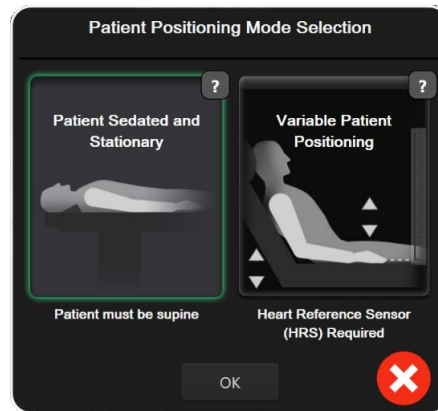 Patient Positioning Mode Selection
?
?
Patient Sedated and
Stationary
Variable Patient
Positioning
Patient must be supine
Heart Reference Sensor
(HRS) Required
OK